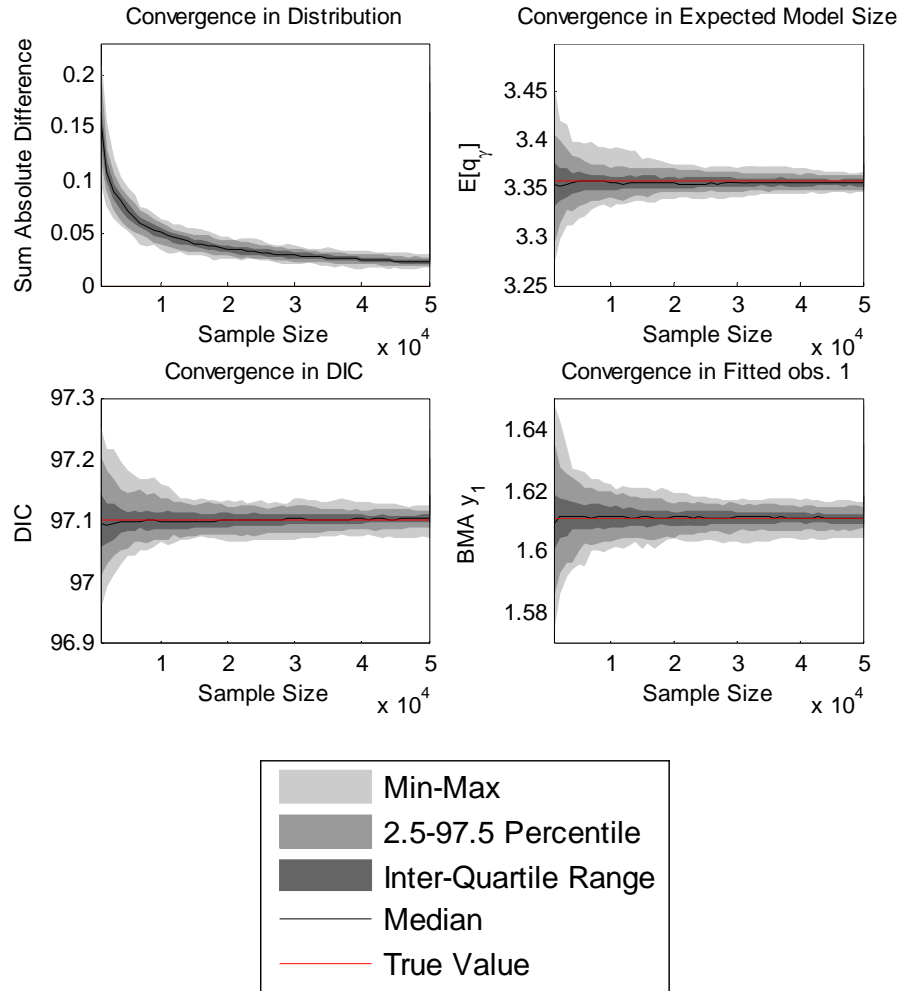 Convergence in Distribution
Sum Absolute Difference
0.2
0.15
0.1
0.05
0
1 2 3 4 5
Sample Size
x 10^4
Convergence in Expected Model Size
E[q_γ]
3.45
3.4
3.35
3.3
3.25
1 2 3 4 5
Sample Size
x 10^4
Convergence in DIC
DIC
97.3
97.2
97.1
97
96.9
1 2 3 4 5
Sample Size
x 10^4
Convergence in Fitted obs. 1
BMA y_1
1.64
1.62
1.6
1.58
1 2 3 4 5
Sample Size
x 10^4
Min-Max
2.5-97.5 Percentile
Inter-Quartile Range
Median
True Value